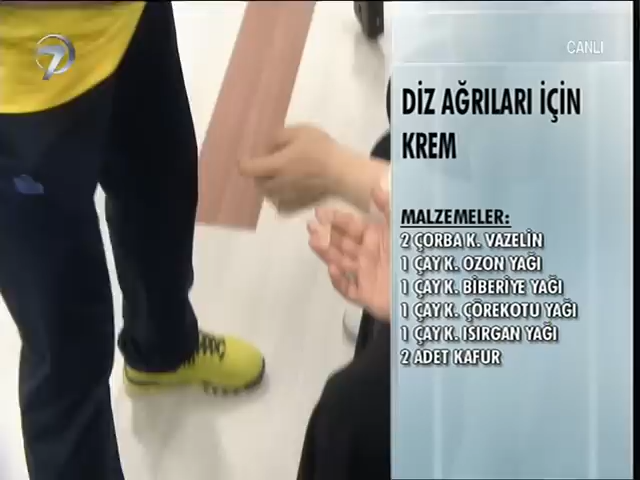 7
CANLI
DİZ AĞRILARI İÇİN
KREM
MALZEMELER:
2 ÇORBA K. VAZELİN
1 ÇAY K. OZON YAĞI
1 ÇAY K. BİBERİYE YAĞI
1 ÇAY K. ÇÖREKOTU YAĞI
1 ÇAY K. ISIRGAN YAĞI
2 ADET KAFUR